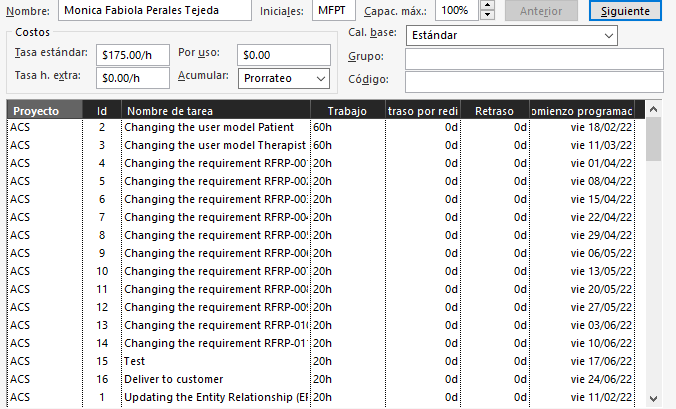 Nombre: Monica Fabiola Perales Tejeda Iniciales: MFPT Capac. máx.: 100% Anterior Siguiente
Costos
Tasa estándar: $175.00/h Por uso: $0.00
Tasa h. extra: $0.00/h Acumular: Prorrateo
Cal. base: Estándar
Grupo:
Código:
Proyecto Id Nombre de tarea Trabajo traso por redi Retraso omienzo programac
ACS 2 Changing the user model Patient 60h 0d 0d vie 18/02/22
ACS 3 Changing the user model Therapist 60h 0d 0d vie 11/03/22
ACS 4 Changing the requirement RFRP-001 20h 0d 0d vie 01/04/22
ACS 5 Changing the requirement RFRP-002 20h 0d 0d vie 08/04/22
ACS 6 Changing the requirement RFRP-003 20h 0d 0d vie 15/04/22
ACS 7 Changing the requirement RFRP-004 20h 0d 0d vie 22/04/22
ACS 8 Changing the requirement RFRP-005 20h 0d 0d vie 29/04/22
ACS 9 Changing the requirement RFRP-006 20h 0d 0d vie 06/05/22
ACS 10 Changing the requirement RFRP-007 20h 0d 0d vie 13/05/22
ACS 11 Changing the requirement RFRP-008 20h 0d 0d vie 20/05/22
ACS 12 Changing the requirement RFRP-009 20h 0d 0d vie 27/05/22
ACS 13 Changing the requirement RFRP-010 20h 0d 0d vie 03/06/22
ACS 14 Changing the requirement RFRP-011 20h 0d 0d vie 10/06/22
ACS 15 Test 20h 0d 0d vie 17/06/22
ACS 16 Deliver to customer 20h 0d 0d vie 24/06/22
ACS 1 Updating the Entity Relationship (ER 20h 0d 0d vie 11/02/22